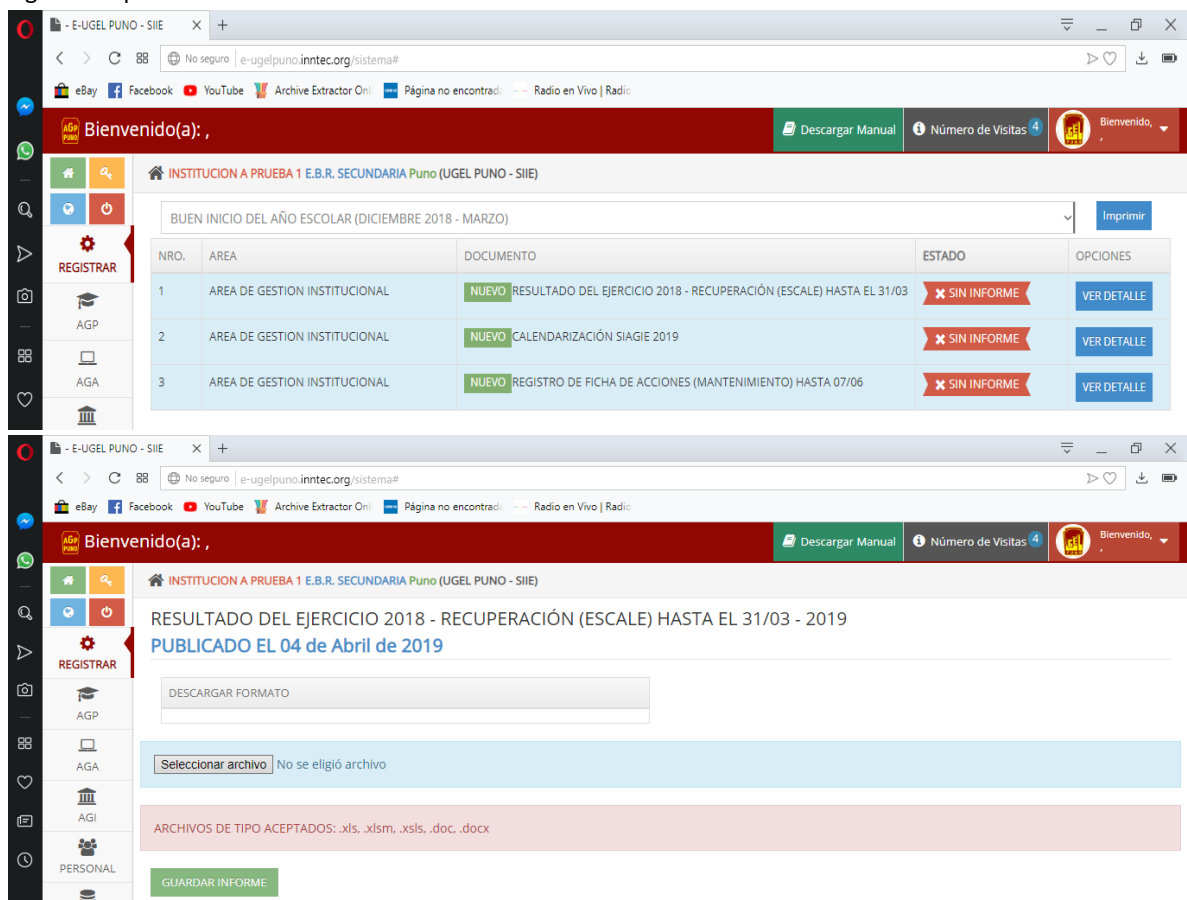 - E-UGEL PUNO - SIIE
No seguro e-ugelpuno.inntec.org/sistema#
eBay Facebook YouTube Archive Extractor Onl Página no encontrada Radio en Vivo | Radio
AGP PUNO Bienvenido(a): , Descargar Manual Número de Visitas 4 Bienvenido, ,
INSTITUCION A PRUEBA 1 E.B.R. SECUNDARIA Puno (UGEL PUNO - SIIE)
BUEN INICIO DEL AÑO ESCOLAR (DICIEMBRE 2018 - MARZO) Imprimir
REGISTRAR
AGP
AGA
NRO. AREA DOCUMENTO ESTADO OPCIONES
1 AREA DE GESTION INSTITUCIONAL NUEVO RESULTADO DEL EJERCICIO 2018 - RECUPERACIÓN (ESCALE) HASTA EL 31/03 SIN INFORME VER DETALLE
2 AREA DE GESTION INSTITUCIONAL NUEVO CALENDARIZACIÓN SIAGIE 2019 SIN INFORME VER DETALLE
3 AREA DE GESTION INSTITUCIONAL NUEVO REGISTRO DE FICHA DE ACCIONES (MANTENIMIENTO) HASTA 07/06 SIN INFORME VER DETALLE
- E-UGEL PUNO - SIIE
No seguro e-ugelpuno.inntec.org/sistema#
eBay Facebook YouTube Archive Extractor Onl Página no encontrada Radio en Vivo | Radio
AGP PUNO Bienvenido(a): , Descargar Manual Número de Visitas 4 Bienvenido, ,
INSTITUCION A PRUEBA 1 E.B.R. SECUNDARIA Puno (UGEL PUNO - SIIE)
REGISTRAR
AGP
AGA
AGI
PERSONAL
RESULTADO DEL EJERCICIO 2018 - RECUPERACIÓN (ESCALE) HASTA EL 31/03 - 2019
PUBLICADO EL 04 de Abril de 2019
DESCARGAR FORMATO
Seleccionar archivo No se eligió archivo
ARCHIVOS DE TIPO ACEPTADOS: .xls, .xlsm, .xsls, .doc, .docx
GUARDAR INFORME